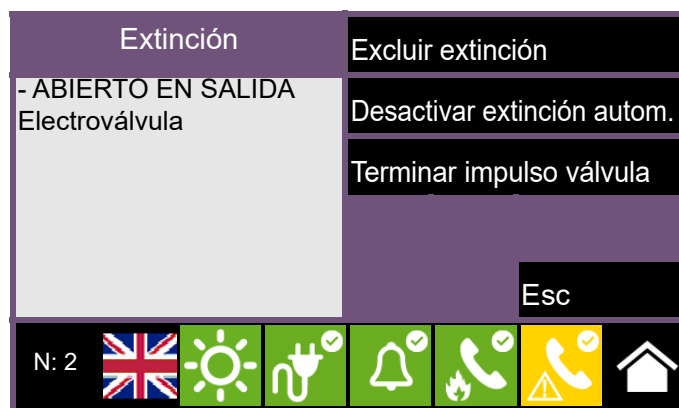 Extinción
- ABIERTO EN SALIDA
Electroválvula
Excluir extinción
Desactivar extinción autom.
Terminar impulso válvula
Esc
N: 2